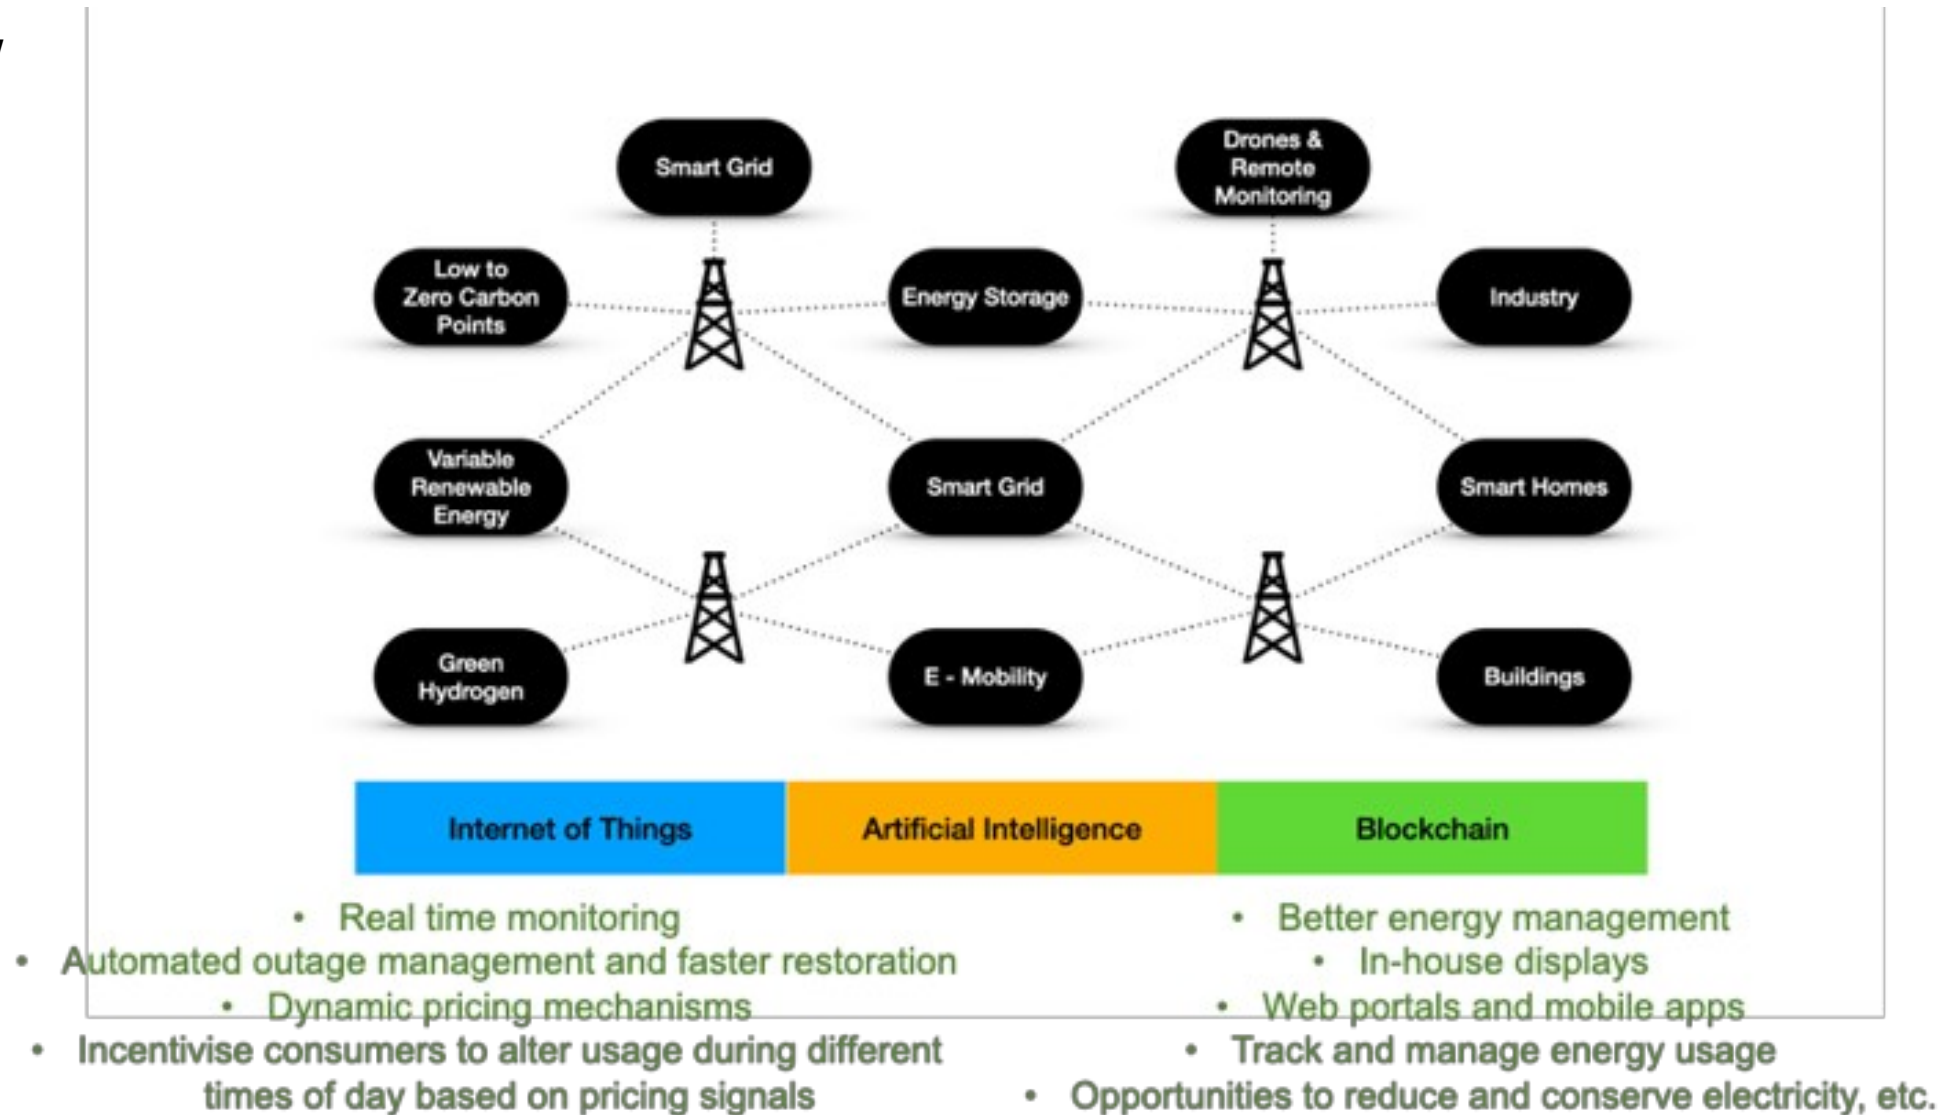 Smart Grid
Drones &
Remote
Monitoring
Low to
Zero Carbon
Points
Energy Storage
Industry
Variable
Renewable
Energy
Smart Grid
Smart Homes
Green
Hydrogen
E - Mobility
Buildings
Internet of Things
Artificial Intelligence
Blockchain
• Real time monitoring
• Automated outage management and faster restoration
• Dynamic pricing mechanisms
• Incentivise consumers to alter usage during different
times of day based on pricing signals
• Better energy management
• In-house displays
• Web portals and mobile apps
• Track and manage energy usage
• Opportunities to reduce and conserve electricity, etc.